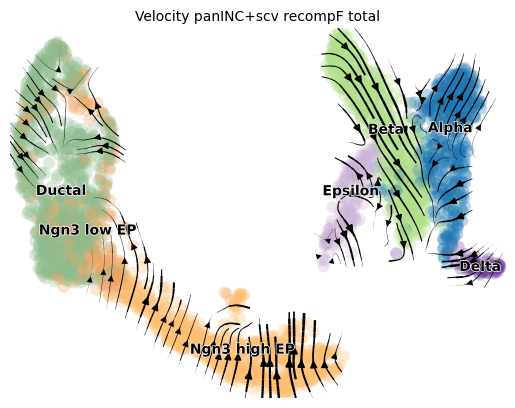 Velocity panINC+scv recompF total
Beta
Alpha
Ductal
Epsilon
Ngn3 low EP
Delta
Ngn3 high EP